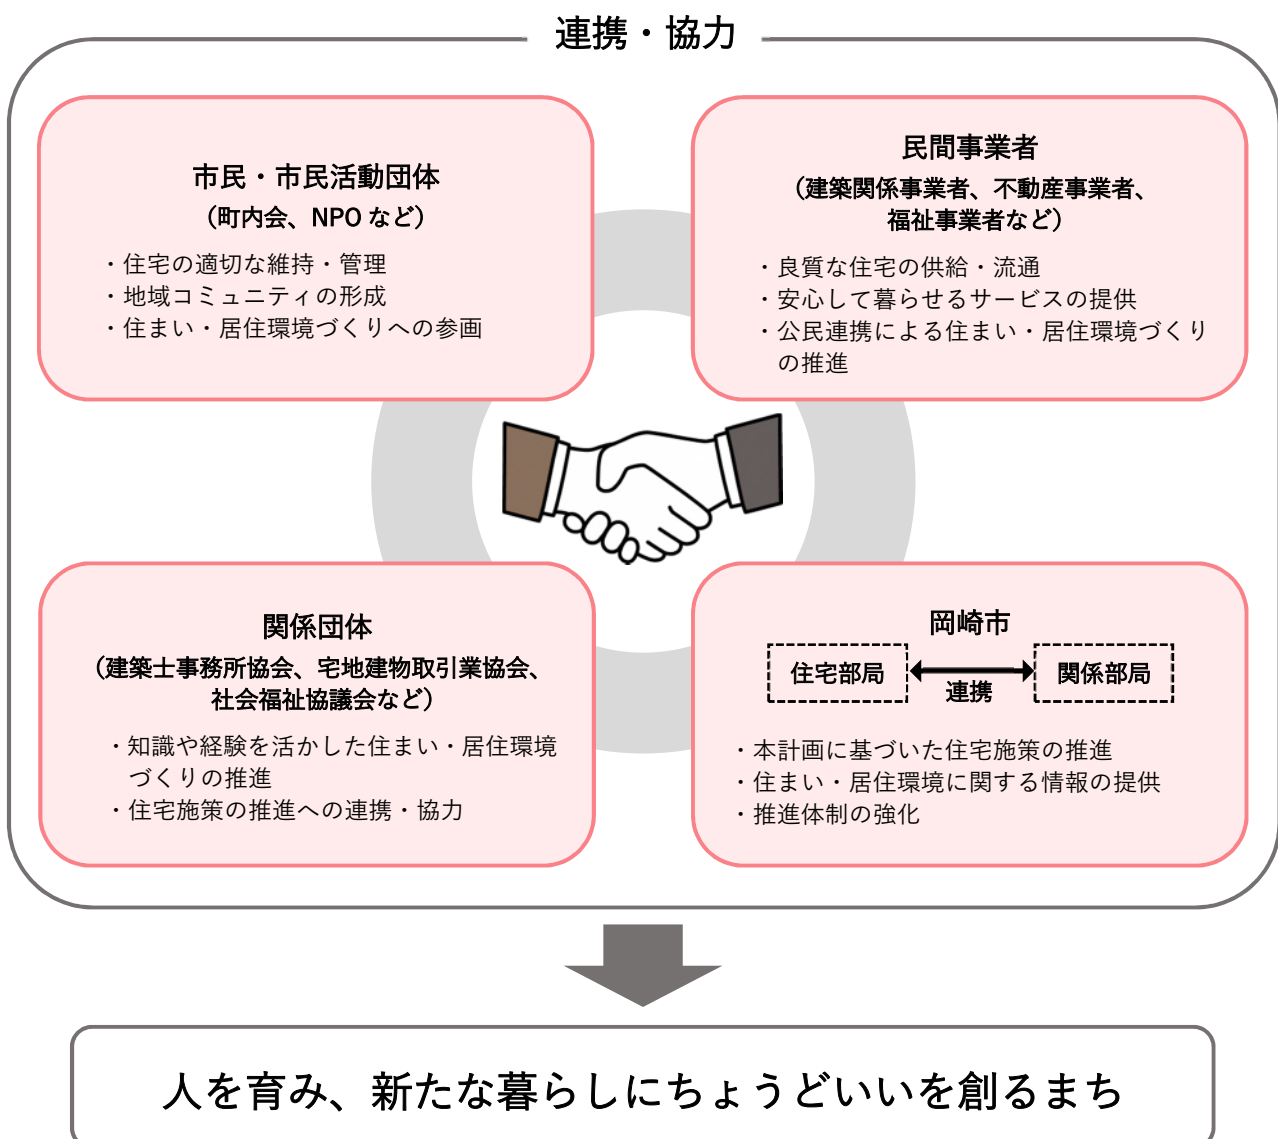 連携・協力
市民・市民活動団体
（町内会、NPO など）
・住宅の適切な維持・管理
・地域コミュニティの形成
・住まい・居住環境づくりへの参画
民間事業者
（建築関係事業者、不動産事業者、
福祉事業者など）
・良質な住宅の供給・流通
・安心して暮らせるサービスの提供
・公民連携による住まい・居住環境づくり
の推進
関係団体
（建築士事務所協会、宅地建物取引業協会、
社会福祉協議会など）
・知識や経験を活かした住まい・居住環境
づくりの推進
・住宅施策の推進への連携・協力
岡崎市
住宅部局
連携
関係部局
・本計画に基づいた住宅施策の推進
・住まい・居住環境に関する情報の提供
・推進体制の強化
人を育み、新たな暮らしにちょうどいいを創るまち